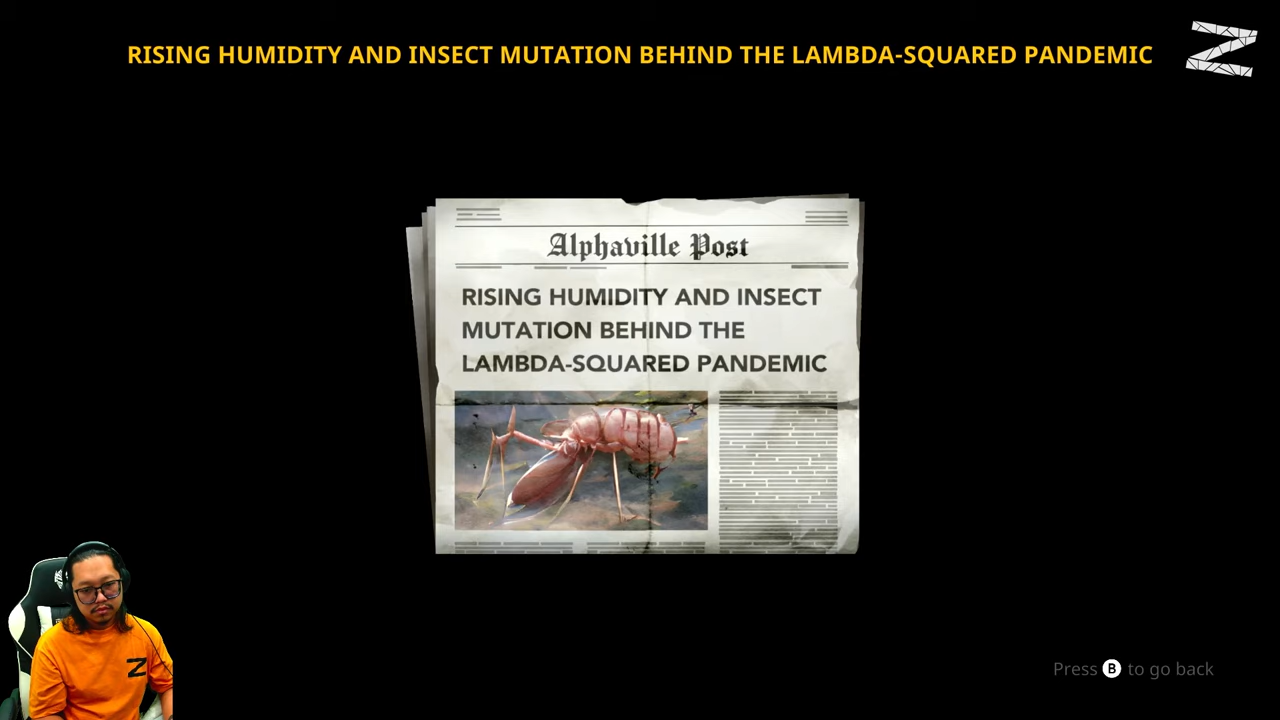 RISING HUMIDITY AND INSECT MUTATION BEHIND THE LAMBDA-SQUARED PANDEMIC
Z
Alphaville Post
RISING HUMIDITY AND INSECT
MUTATION BEHIND THE
LAMBDA-SQUARED PANDEMIC
Z
Press B to go back